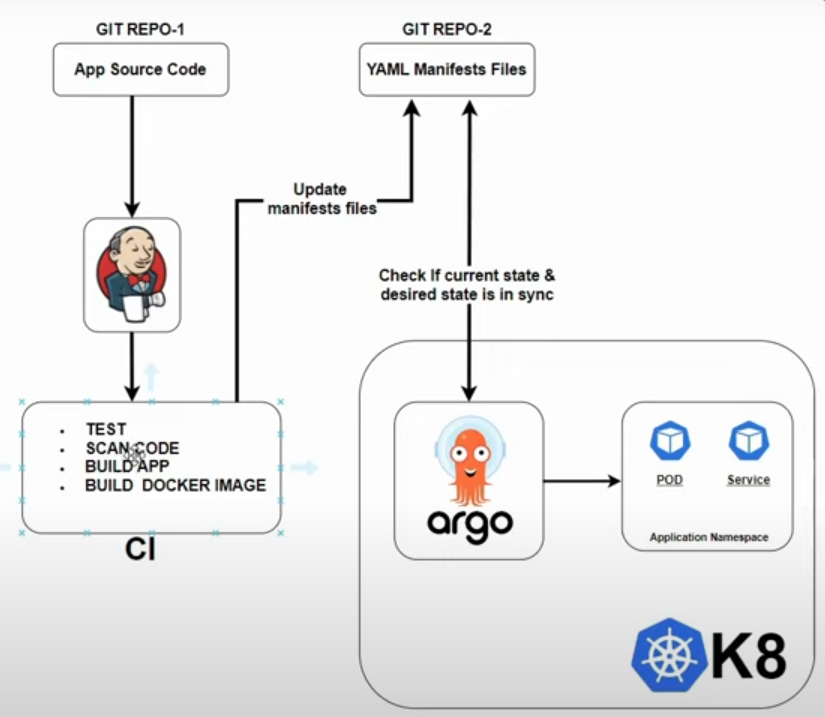 GIT REPO-1
App Source Code
GIT REPO-2
YAML Manifests Files
Update
manifests files
Check If current state &
desired state is in sync
TEST
SCAN CODE
BUILD APP
BUILD DOCKER IMAGE
CI
argo
POD
Service
Application Namespace
K8